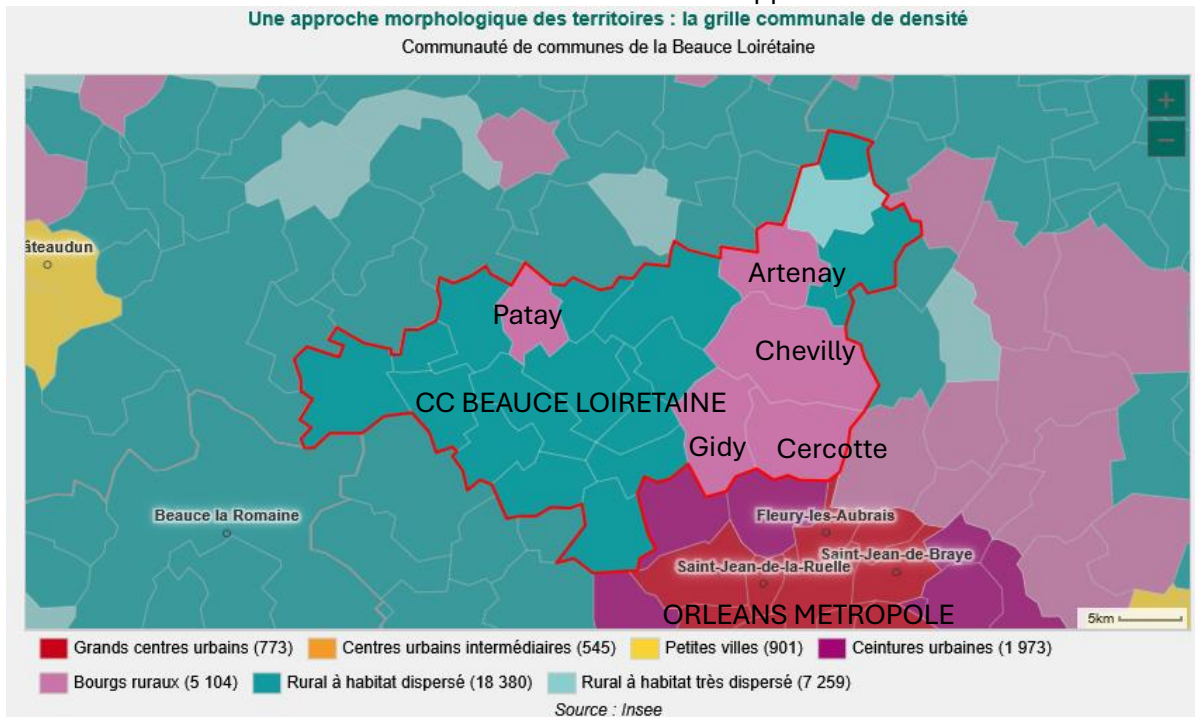 Une approche morphologique des territoires : la grille communale de densité
Communauté de communes de la Beauce Loirétaine
+
−
âteaudun
Artenay
Patay
Chevilly
CC BEAUCE LOIRETAINE
Gidy
Cercotte
Beauce la Romaine
Fleury-les-Aubrais
Saint-Jean-de-Braye
Saint-Jean-de-la-Ruelle
ORLEANS METROPOLE
5km
Grands centres urbains (773)
Centres urbains intermédiaires (545)
Petites villes (901)
Ceintures urbaines (1 973)
Bourgs ruraux (5 104)
Rural à habitat dispersé (18 380)
Rural à habitat très dispersé (7 259)
Source : Insee